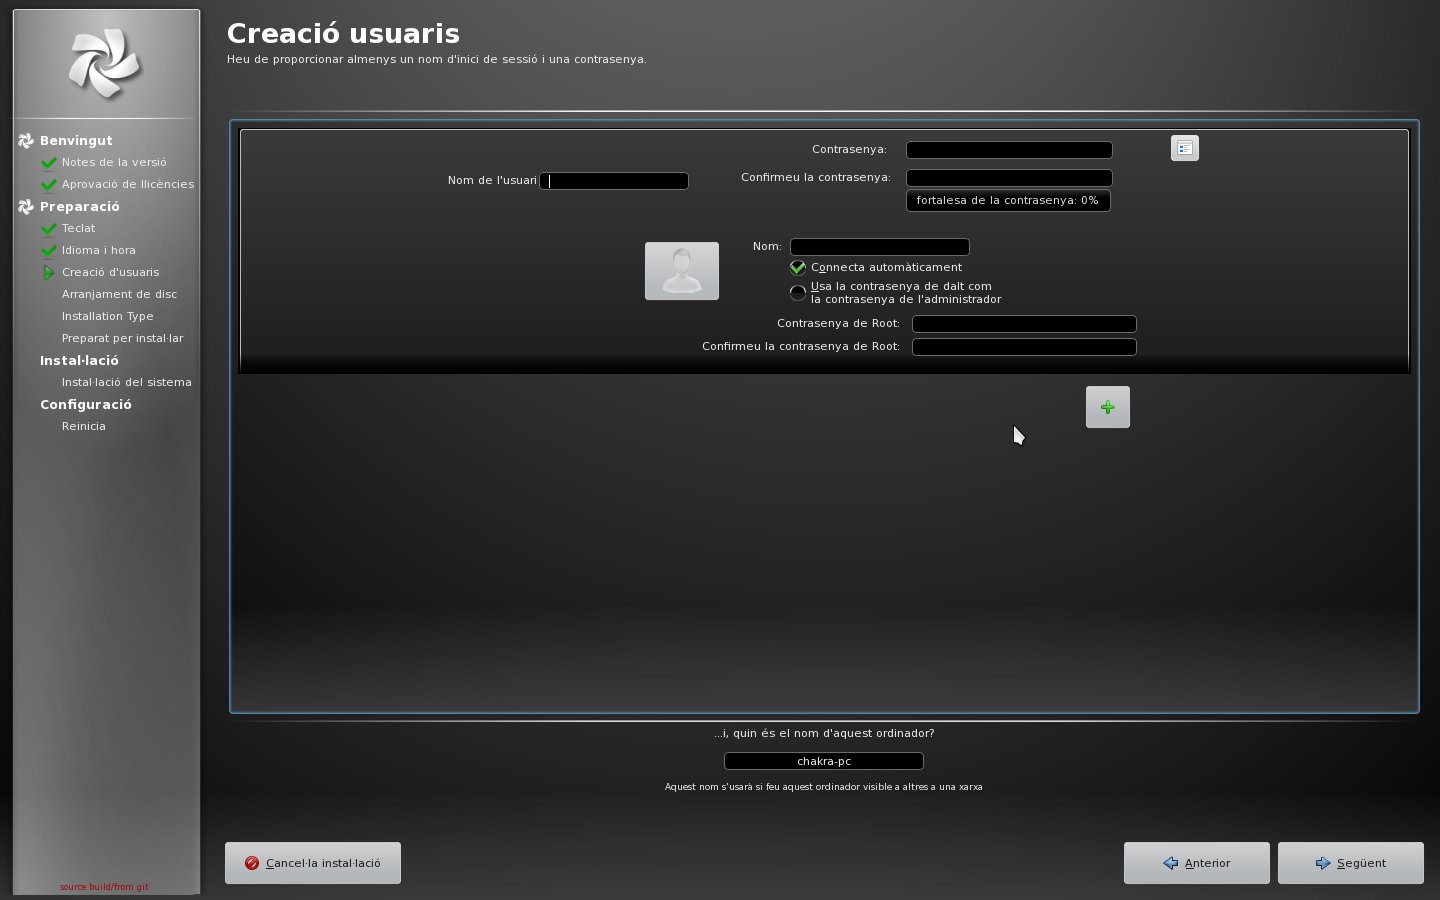 Creació usuaris
Heu de proporcionar almenys un nom d'inici de sessió i una contrasenya.
Benvingut
Notes de la versió
Aprovació de llicències
Preparació
Teclat
Idioma i hora
Creació d'usuaris
Arranjament de disc
Installation Type
Preparat per instal·lar
Instal·lació
Instal·lació del sistema
Configuració
Reinicia
source build/from git
Nom de l'usuari
Contrasenya:
Confirmeu la contrasenya:
fortalesa de la contrasenya: 0%
Nom:
Connecta automàticament
Usa la contrasenya de dalt com
la contrasenya de l'administrador
Contrasenya de Root:
Confirmeu la contrasenya de Root:
...i, quin és el nom d'aquest ordinador?
chakra-pc
Aquest nom s'usarà si feu aquest ordinador visible a altres a una xarxa
Cancel·la instal·lació
Anterior
Següent